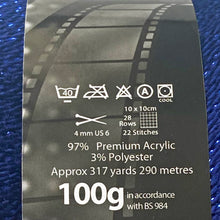 40 A
COOL
10 x 10cm
28
Rows
4 mm US 6 22 Stitches
97% Premium Acrylic
3% Polyester
Approx 317 yards 290 metres
100g in accordance
with BS 984